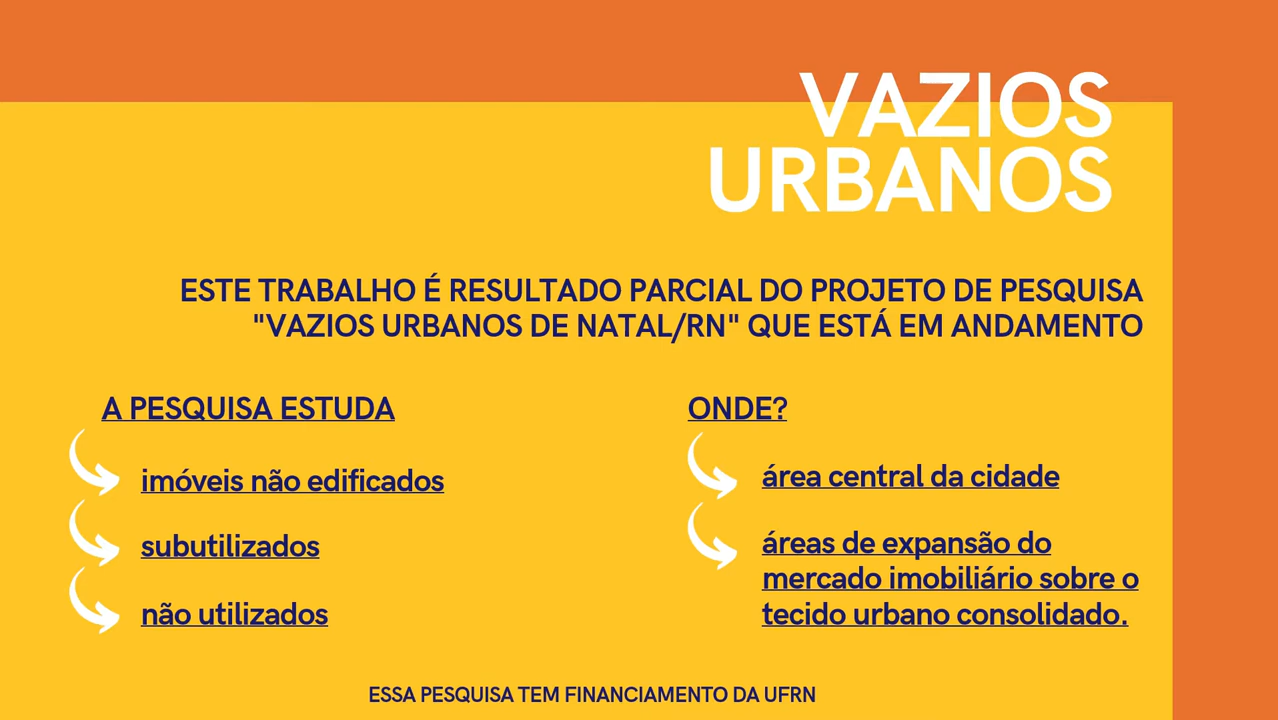 VAZIOS
URBANOS
ESTE TRABALHO É RESULTADO PARCIAL DO PROJETO DE PESQUISA
"VAZIOS URBANOS DE NATAL/RN" QUE ESTÁ EM ANDAMENTO
A PESQUISA ESTUDA
imóveis não edificados
subutilizados
não utilizados
ONDE?
área central da cidade
áreas de expansão do
mercado imobiliário sobre o
tecido urbano consolidado.
ESSA PESQUISA TEM FINANCIAMENTO DA UFRN